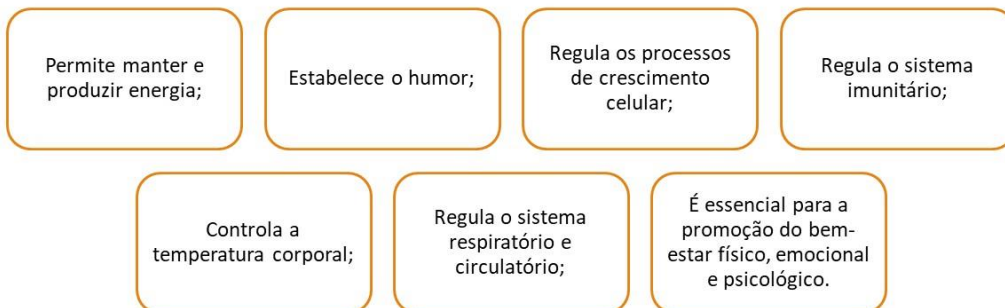 Permite manter e
produzir energia;
Estabelece o humor;
Regula os processos
de crescimento
celular;
Regula o sistema
imunitário;
Controla a
temperatura corporal;
Regula o sistema
respiratório e
circulatório;
É essencial para a
promoção do bem-
estar físico, emocional
e psicológico.